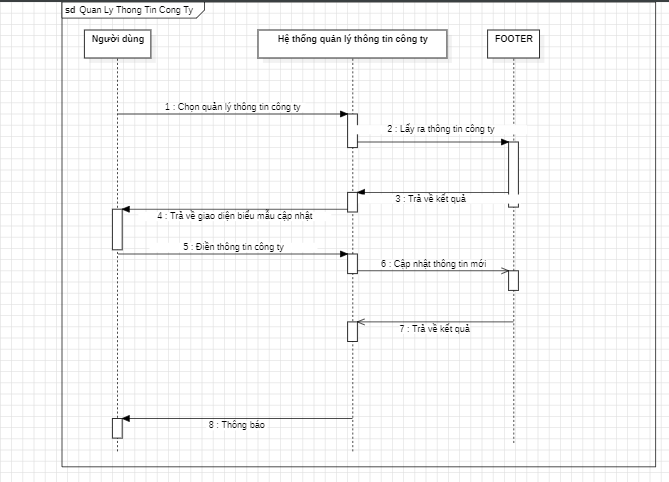 sd Quan Ly Thong Tin Cong Ty
Người dùng
Hệ thống quản lý thông tin công ty
FOOTER
1 : Chọn quản lý thông tin công ty
2 : Lấy ra thông tin công ty
3 : Trả về kết quả
4 : Trả về giao diện biểu mẫu cập nhật
5 : Điền thông tin công ty
6 : Cập nhật thông tin mới
7 : Trả về kết quả
8 : Thông báo